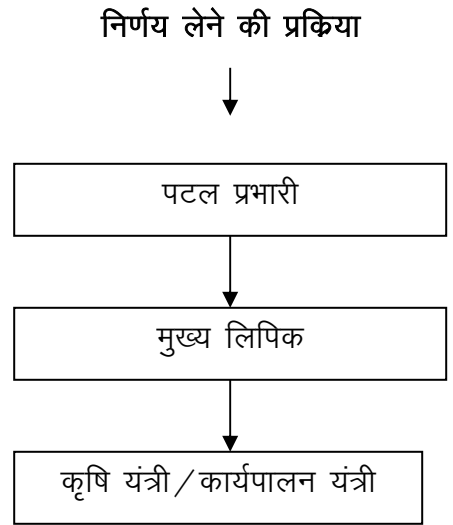 निर्णय लेने की प्रकिया
पटल प्रभारी
मुख्य लिपिक
कृषि यंत्री/कार्यपालन यंत्री